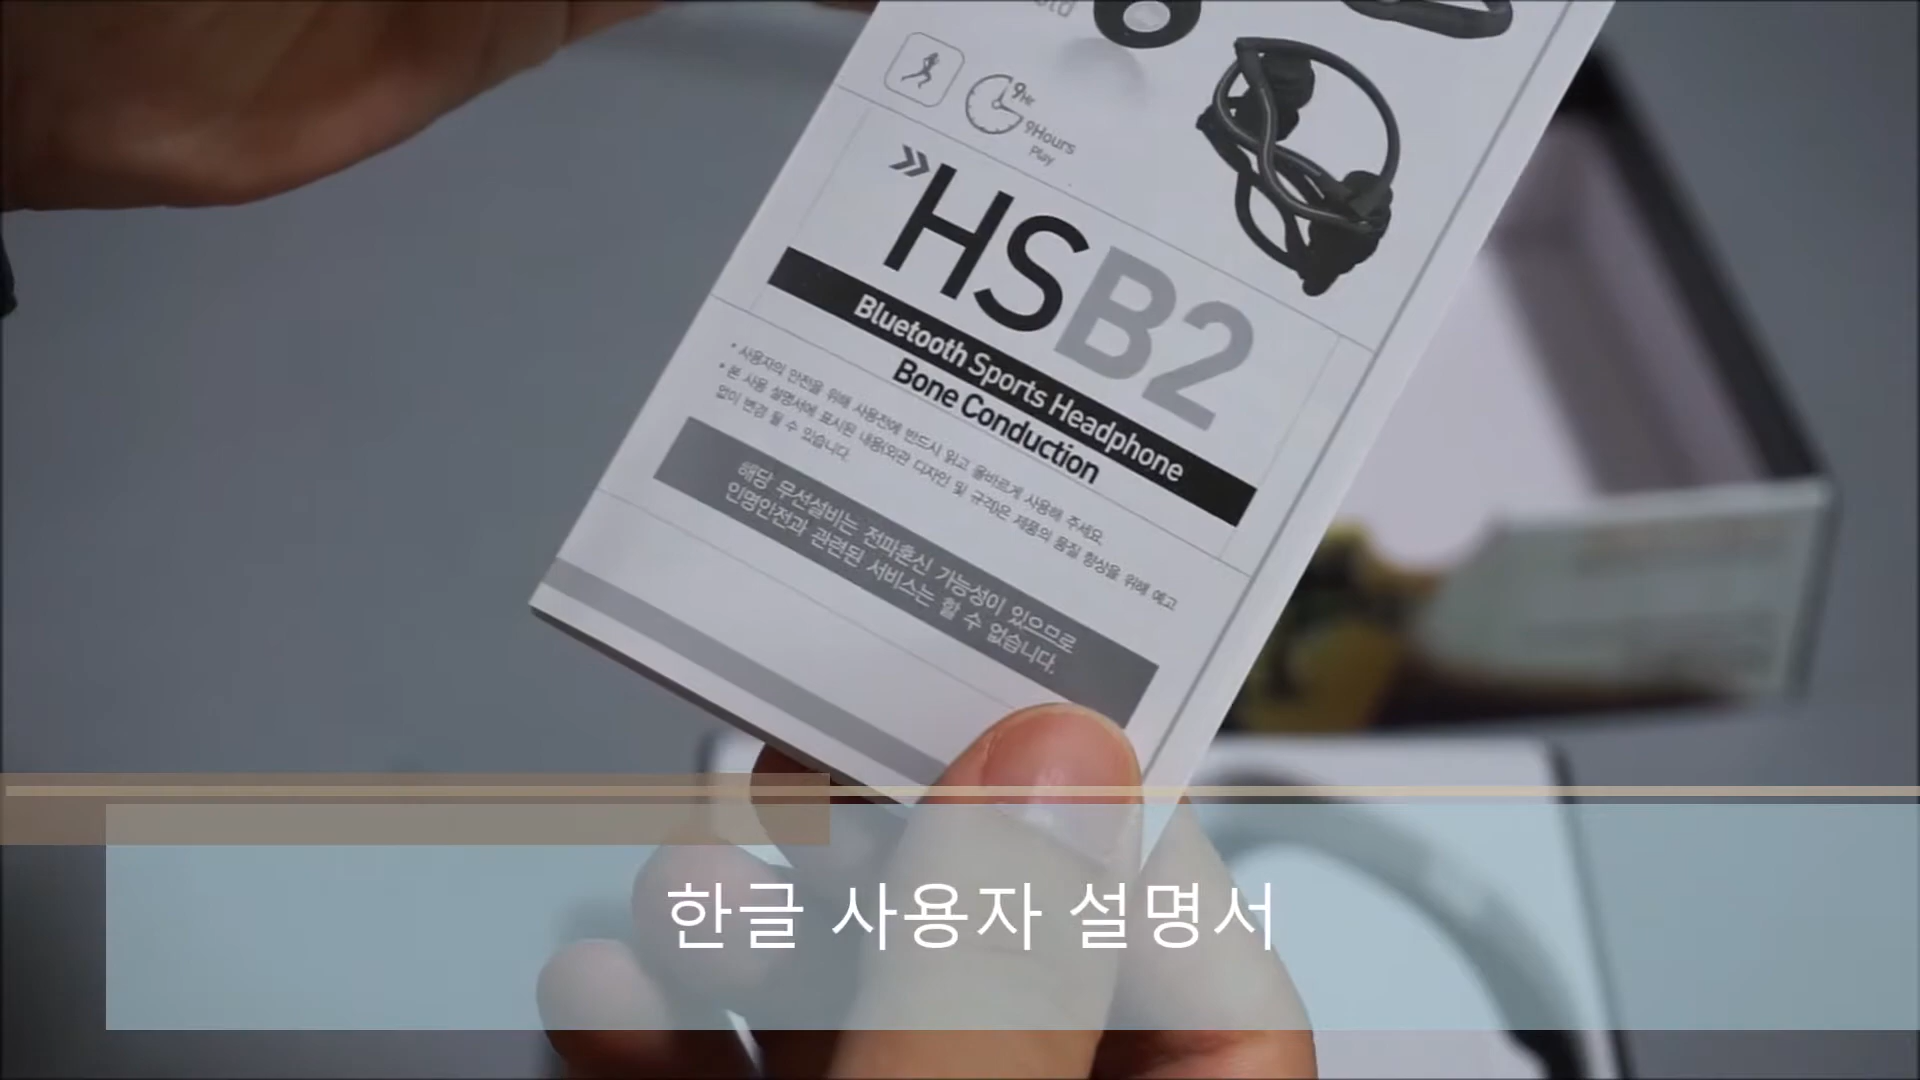 9Hr
9Hours
Play
HSB2
Bluetooth Sports Headphone
Bone Conduction
• 사용자의 안전을 위해 사용전에 반드시 읽고 올바르게 사용해 주세요.
• 본 사용 설명서에 표시된 내용(외관 디자인 및 규격)은 제품의 품질 향상을 위해 예고
없이 변경 될 수 있습니다.
해당 무선설비는 전파혼신 가능성이 있으므로
인명안전과 관련된 서비스는 할 수 없습니다.
한글 사용자 설명서